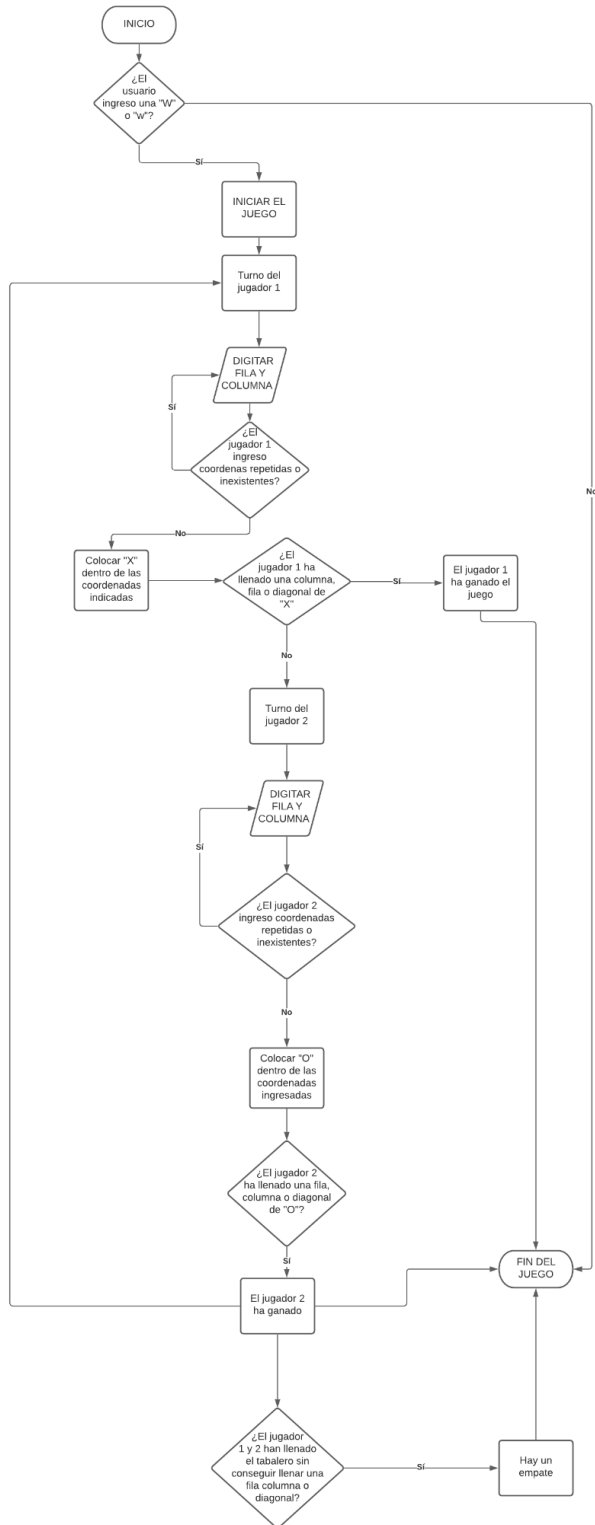 INICIO
¿El
usuario
ingreso una "W"
o "w"?
Sí
INICIAR EL
JUEGO
Turno del
jugador 1
DIGITAR
FILA Y
COLUMNA
Sí
¿El
jugador 1
ingreso
coordenas repetidas o
inexistentes?
No
No
Colocar "X"
dentro de las
coordenadas
indicadas
¿El
jugador 1 ha
llenado una columna,
fila o diagonal de
"X"
Sí
El jugador 1
ha ganado el
juego
No
Turno del
jugador 2
DIGITAR
FILA Y
COLUMNA
Sí
¿El jugador 2
ingreso coordenadas
repetidas o
inexistentes?
No
Colocar "O"
dentro de las
coordenadas
ingresadas
¿El jugador 2
ha llenado una fila,
columna o diagonal
de "O"?
Sí
FIN DEL
JUEGO
El jugador 2
ha ganado
¿El jugador
1 y 2 han llenado
el tabalero sin
conseguir llenar una
fila columna o
diagonal?
Sí
Hay un
empate